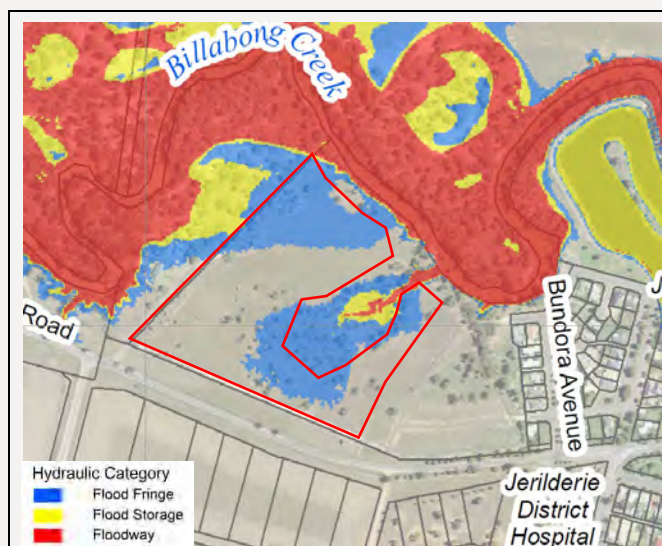 Billabong
Creek
Road
Bundora Avenue
J
Jerilderie
District
Hospital
Hydraulic Category
Flood Fringe
Flood Storage
Floodway